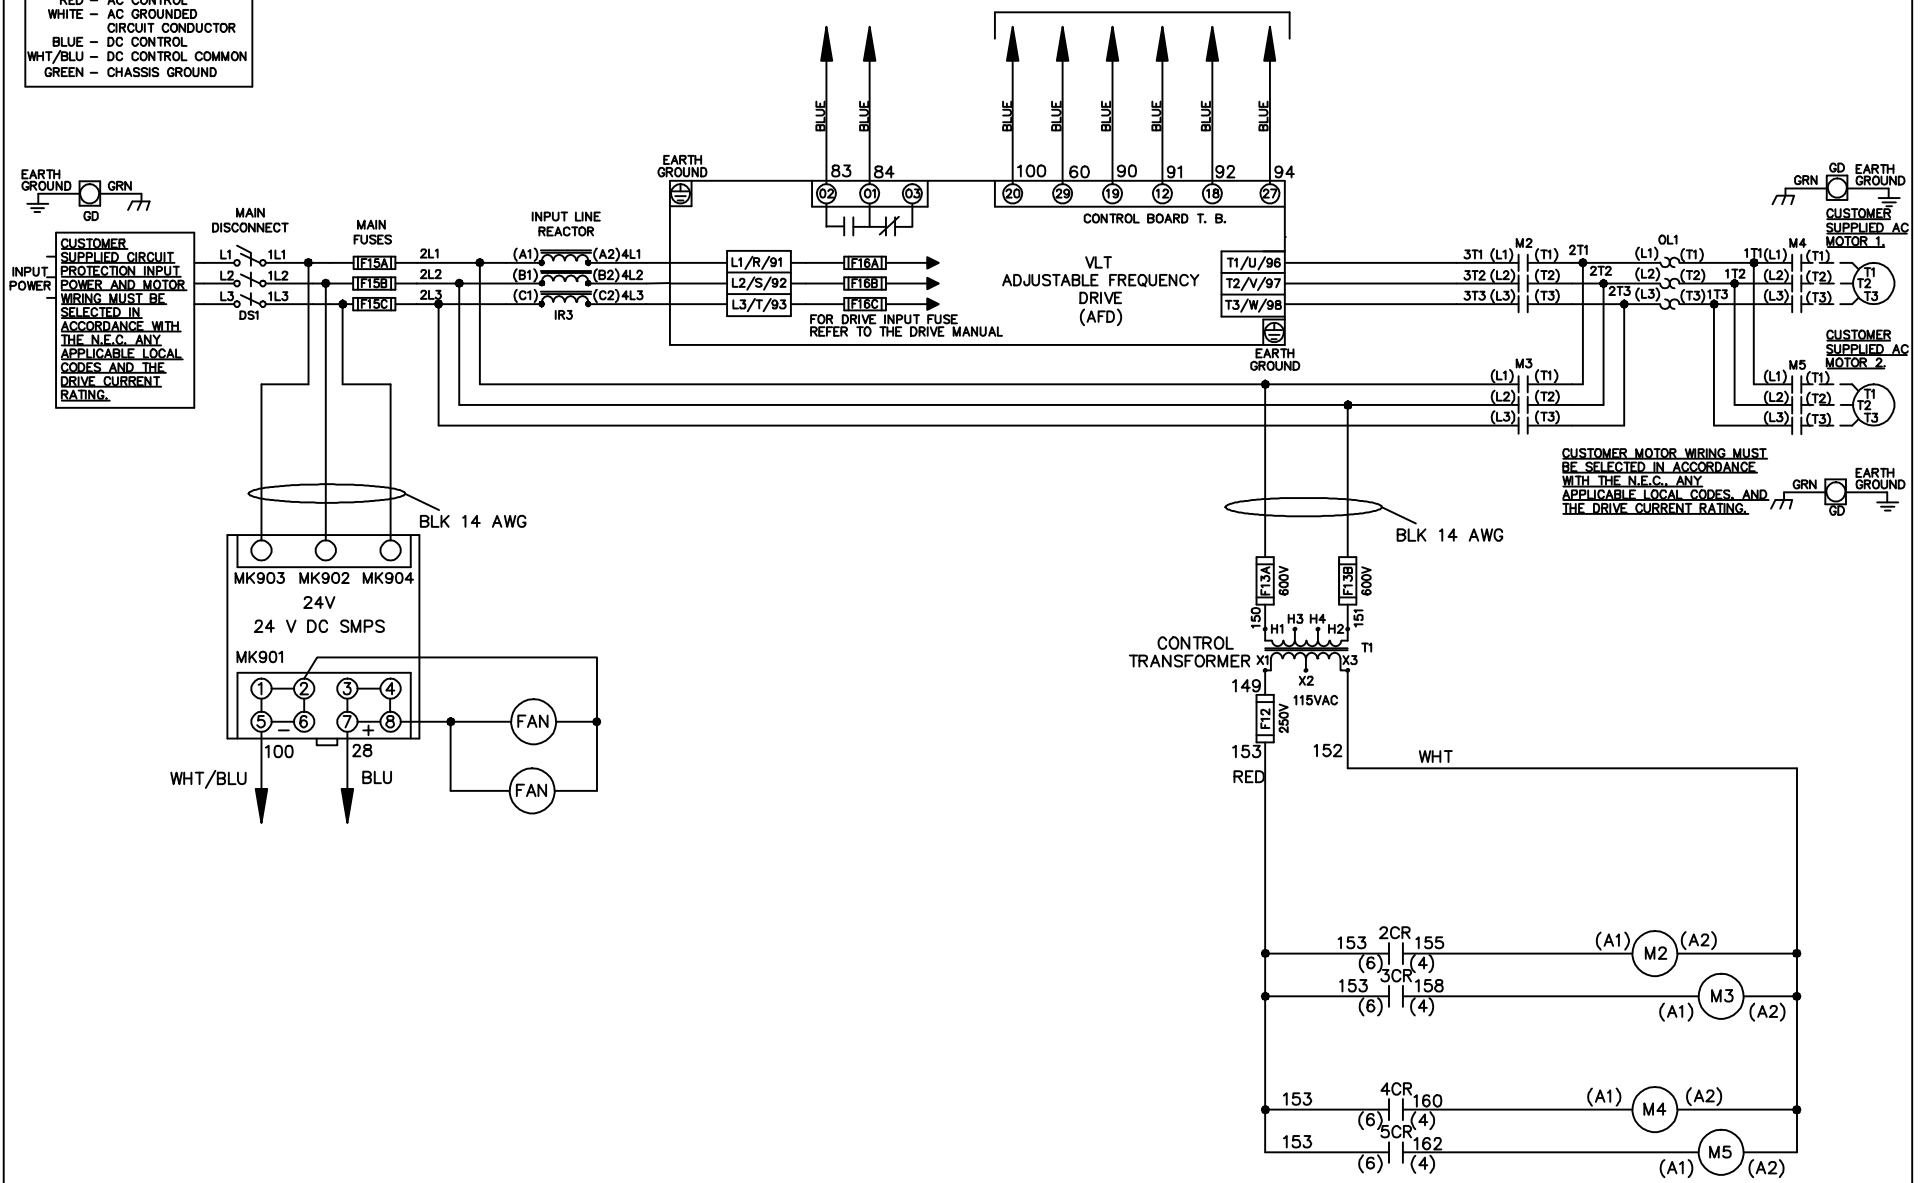 RED – AC CONTROL
WHITE – AC GROUNDED
CIRCUIT CONDUCTOR
BLUE – DC CONTROL
WHT/BLU – DC CONTROL COMMON
GREEN – CHASSIS GROUND
BLUE
BLUE
BLUE
BLUE
BLUE
BLUE
BLUE
BLUE
EARTH
GROUND
GRN
GD
EARTH
GROUND
83
84
100
60
90
91
92
94
02
01
03
20
29
19
12
18
27
CONTROL BOARD T. B.
GRN
GD
EARTH
GROUND
INPUT
POWER
CUSTOMER
SUPPLIED CIRCUIT
PROTECTION INPUT
POWER AND MOTOR
WIRING MUST BE
SELECTED IN
ACCORDANCE WITH
THE N.E.C. ANY
APPLICABLE LOCAL
CODES AND THE
DRIVE CURRENT
RATING.
MAIN
DISCONNECT
L1
1L1
L2
1L2
L3
1L3
DS1
MAIN
FUSES
F15A
F15B
F15C
2L1
2L2
2L3
INPUT LINE
REACTOR
(A1)
(A2)4L1
(B1)
(B2)4L2
(C1)
(C2)4L3
IR3
L1/R/91
L2/S/92
L3/T/93
F16A
F16B
F16C
FOR DRIVE INPUT FUSE
REFER TO THE DRIVE MANUAL
VLT
ADJUSTABLE FREQUENCY
DRIVE
(AFD)
T1/U/96
T2/V/97
T3/W/98
EARTH
GROUND
3T1 (L1)
M2
(T1)
2T1
3T2 (L2)
(T2)
2T2
3T3 (L3)
(T3)
2T3
(L1)
OL1
(T1)
1T1
(L2)
(T2)
1T2
(L3)
(T3)
1T3
(L1)
M4
(T1)
(L2)
(T2)
(L3)
(T3)
T1
T2
T3
CUSTOMER
SUPPLIED AC
MOTOR 1.
M3
(L1)
(T1)
(L2)
(T2)
(L3)
(T3)
CUSTOMER
SUPPLIED AC
MOTOR 2.
M5
(L1)
(T1)
(L2)
(T2)
(L3)
(T3)
T1
T2
T3
CUSTOMER MOTOR WIRING MUST
BE SELECTED IN ACCORDANCE
WITH THE N.E.C., ANY
APPLICABLE LOCAL CODES, AND
THE DRIVE CURRENT RATING.
GRN
GD
EARTH
GROUND
BLK 14 AWG
BLK 14 AWG
MK903
MK902
MK904
24V
24 V DC SMPS
MK901
1
2
3
4
5
–
6
7
+
8
100
28
WHT/BLU
BLU
FAN
FAN
F13A
600V
F13B
600V
150
151
H1
H3
H4
H2
T1
CONTROL
TRANSFORMER
X1
X3
X2
115VAC
149
F12
250V
153
RED
152
WHT
2CR
153
155
(6)
(4)
(A1)
M2
(A2)
3CR
153
158
(6)
(4)
(A1)
M3
(A2)
4CR
153
160
(6)
(4)
(A1)
M4
(A2)
5CR
153
162
(6)
(4)
(A1)
M5
(A2)